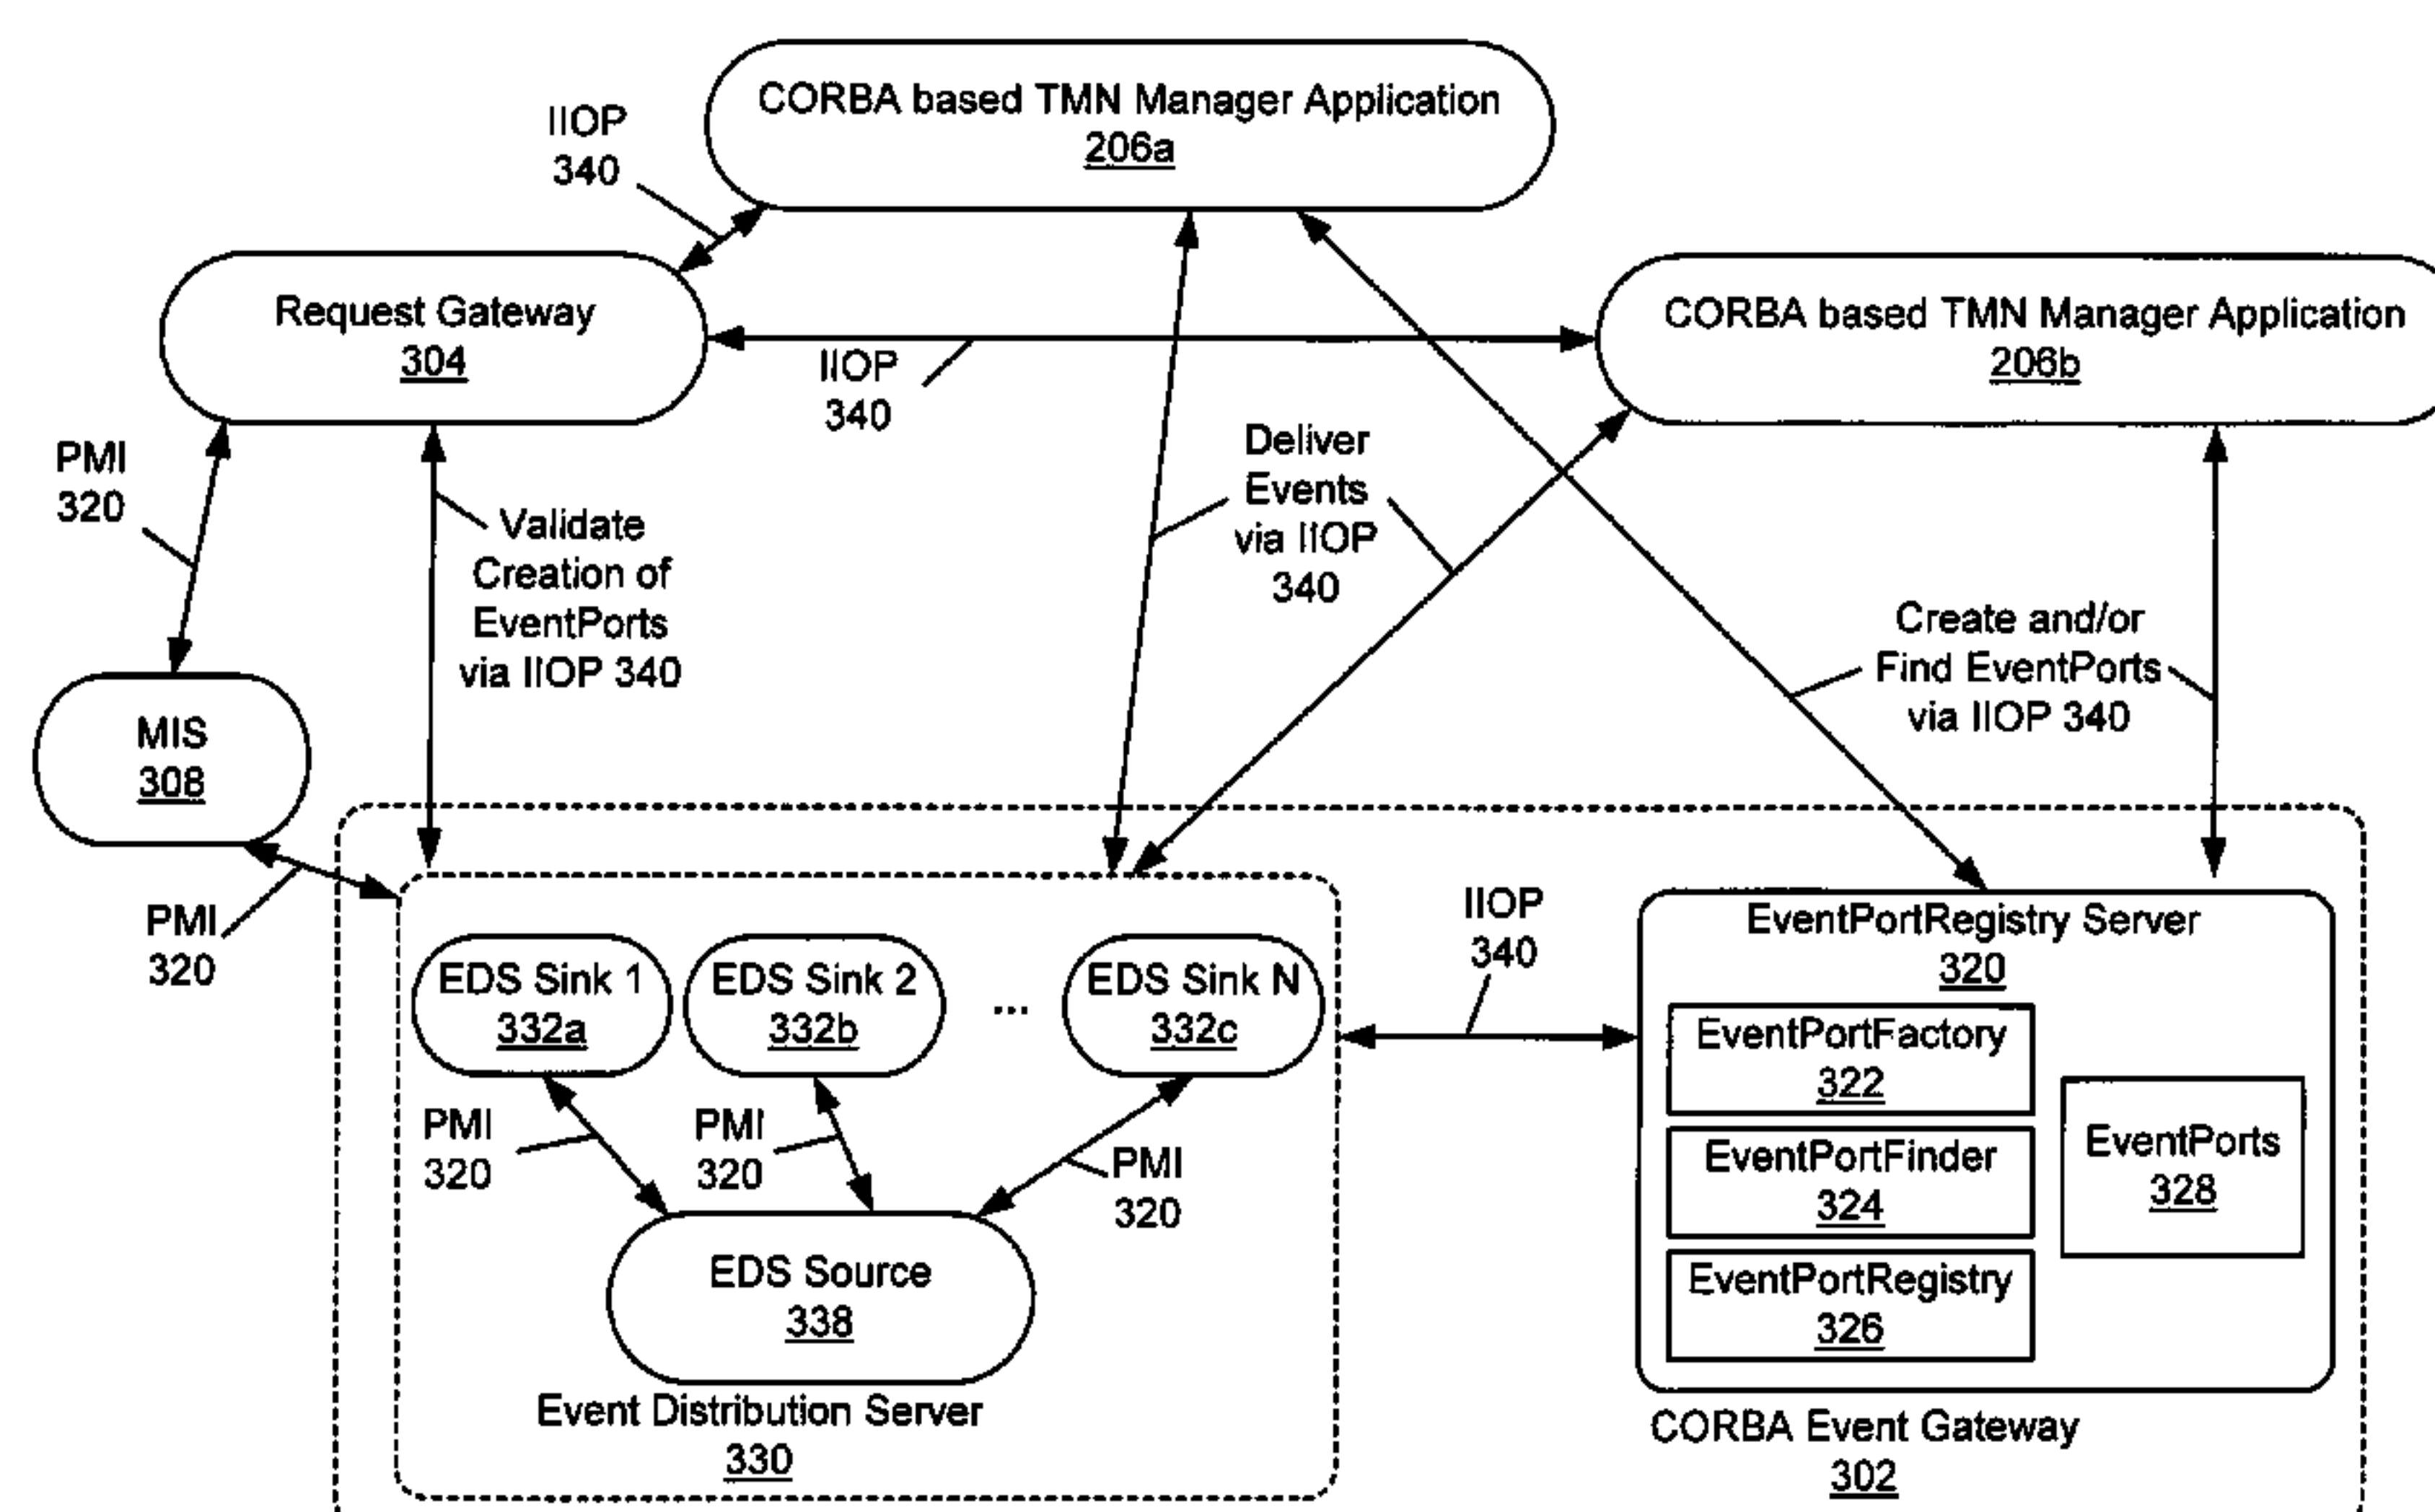 CORBA based TMN Manager Application
206a
IIOP
340
Request Gateway
304
CORBA based TMN Manager Application
206b
IIOP
340
PMI
320
Validate
Creation of
EventPorts
via IIOP 340
Deliver
Events
via IIOP
340
Create and/or
Find EventPorts
via IIOP 340
MIS
308
PMI
320
EDS Sink 1
332a
EDS Sink 2
332b
...
EDS Sink N
332c
PMI
320
PMI
320
PMI
320
EDS Source
338
Event Distribution Server
330
IIOP
340
EventPortRegistry Server
320
EventPortFactory
322
EventPortFinder
324
EventPortRegistry
326
EventPorts
328
CORBA Event Gateway
302